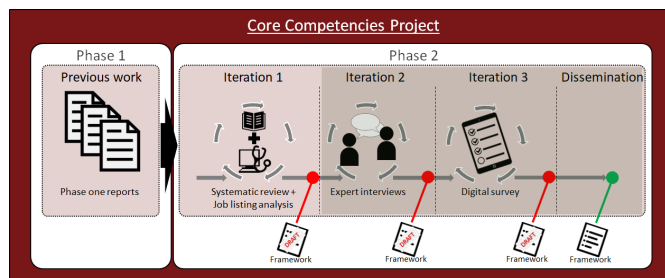 Core Competencies Project
Phase 1
Phase 2
Previous work
Iteration 1
Iteration 2
Iteration 3
Dissemination
Phase one reports
Systematic review +
Job listing analysis
Expert interviews
Digital survey
DRAFT
Framework
DRAFT
Framework
DRAFT
Framework
Framework